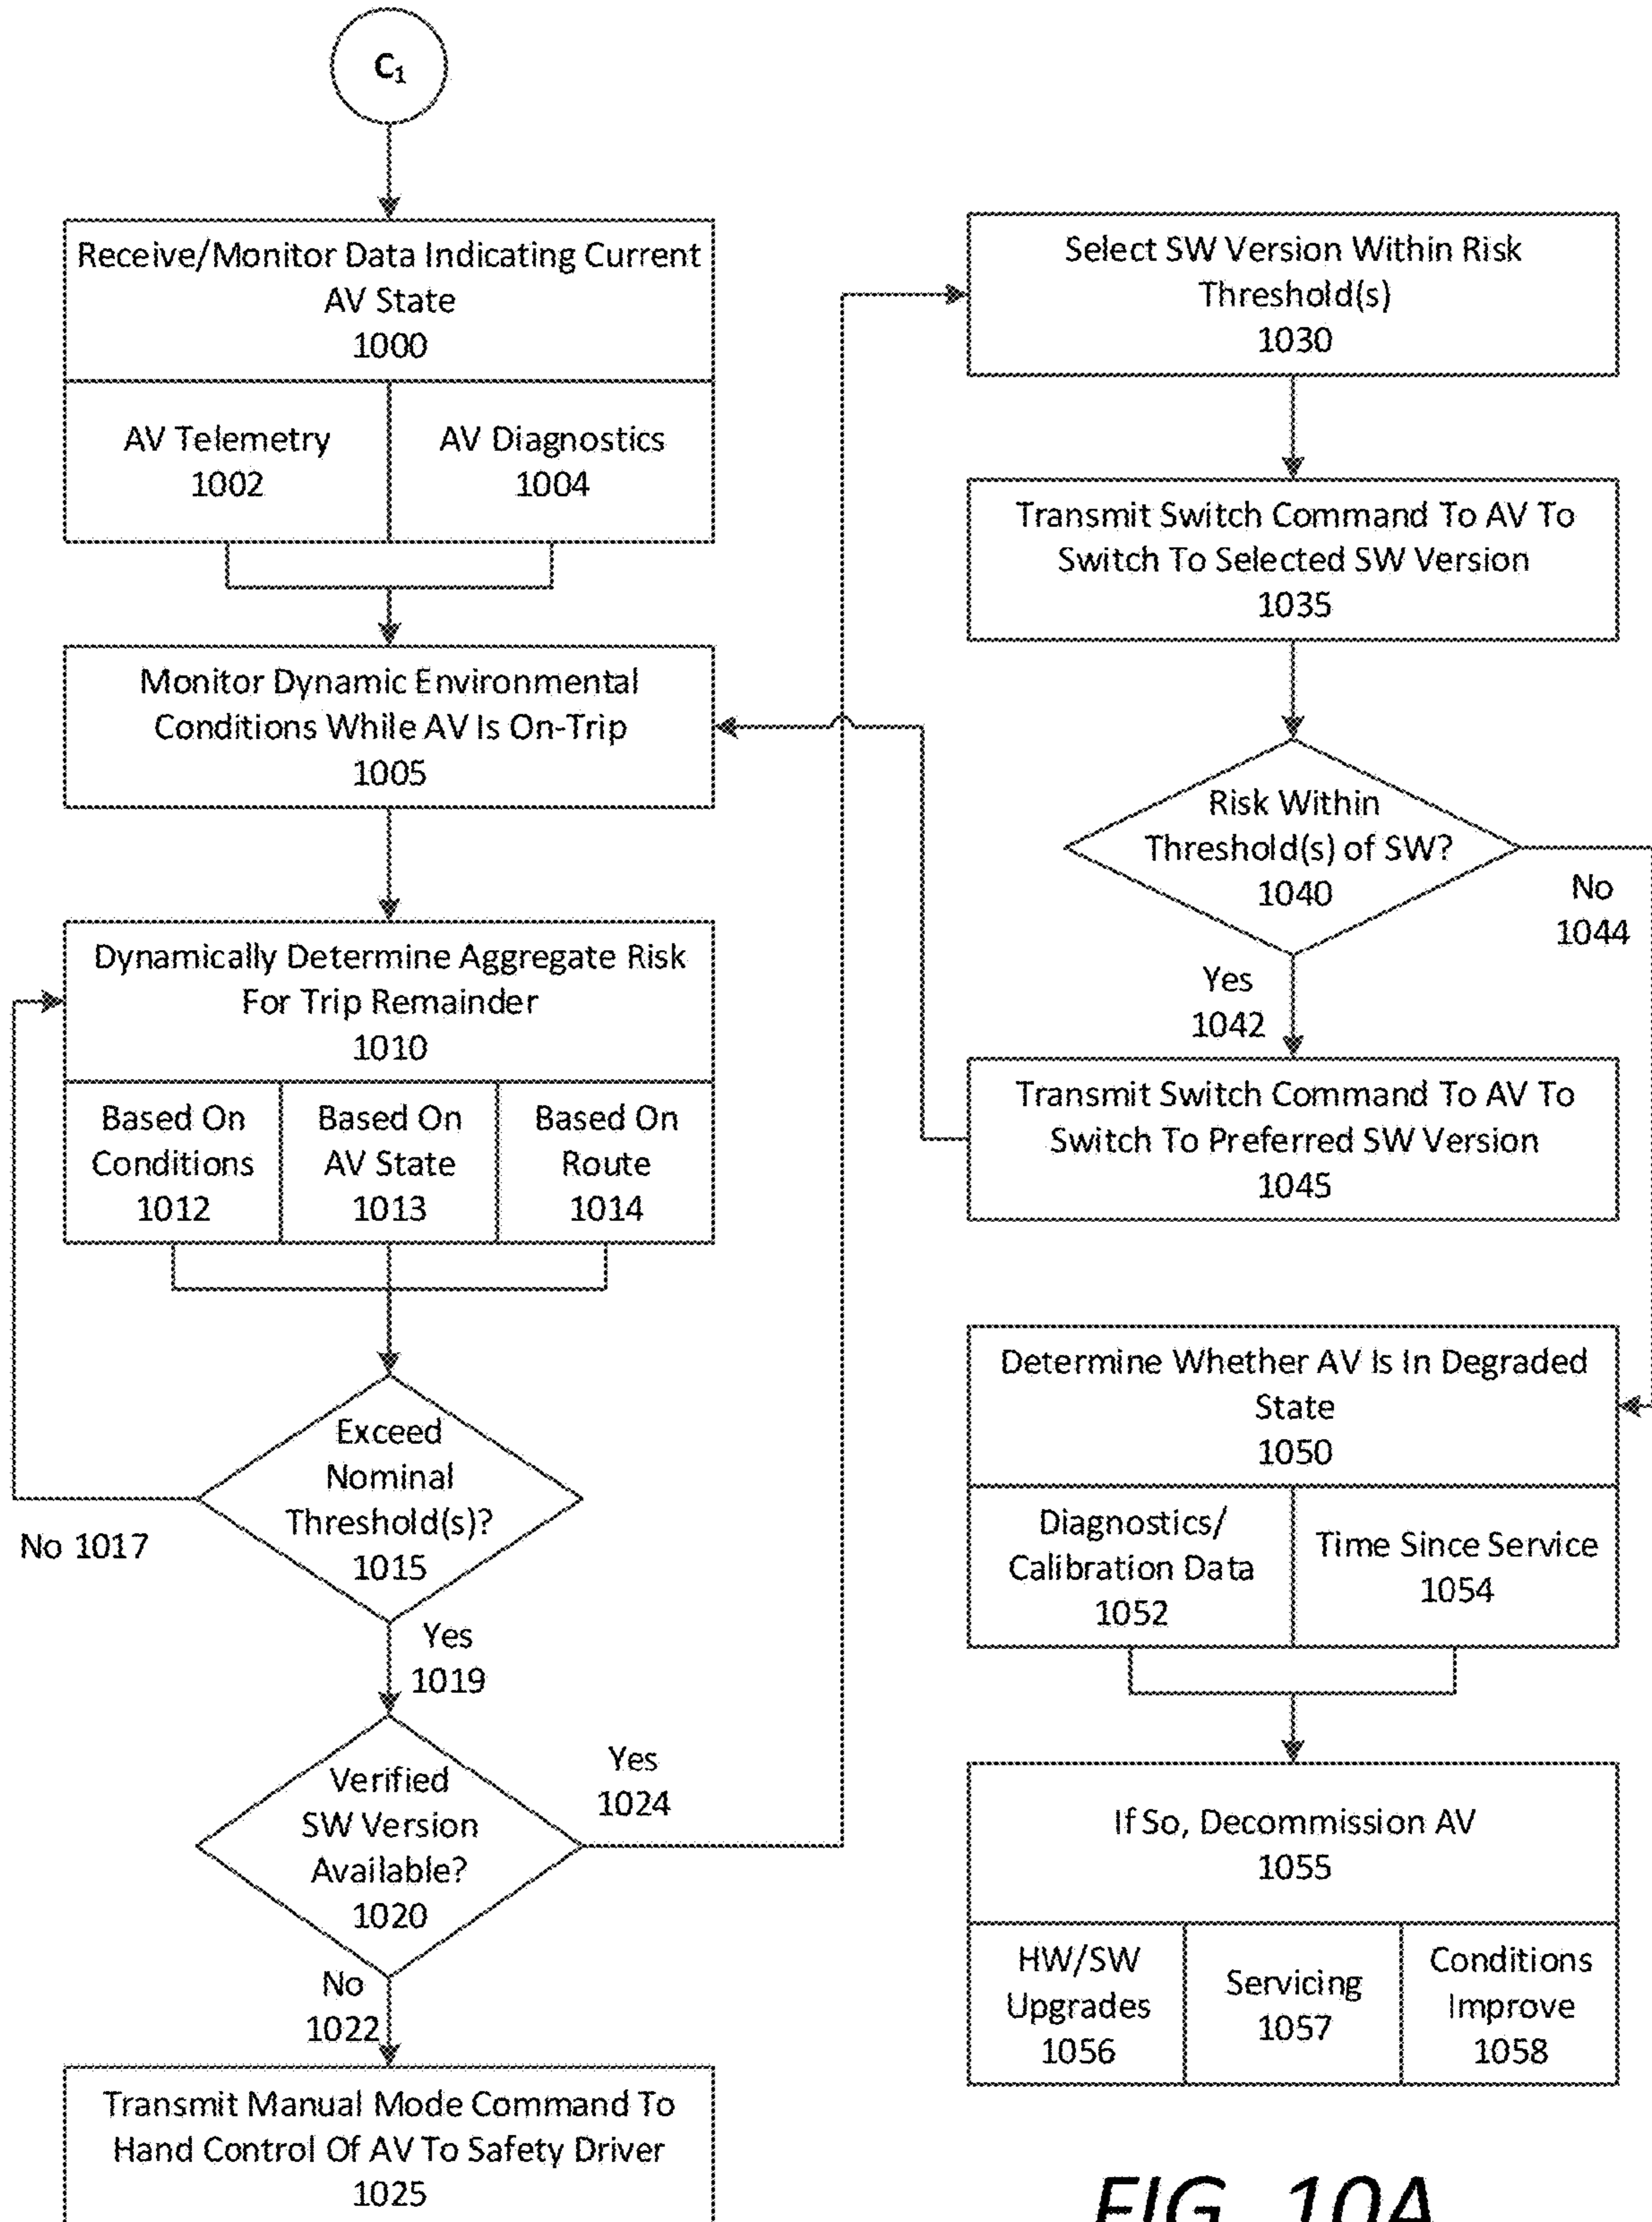 C1
Receive/Monitor Data Indicating Current
AV State
1000
AV Telemetry
1002
AV Diagnostics
1004
Monitor Dynamic Environmental
Conditions While AV Is On-Trip
1005
Dynamically Determine Aggregate Risk
For Trip Remainder
1010
Based On
Conditions
1012
Based On
AV State
1013
Based On
Route
1014
Exceed
Nominal
Threshold(s)?
1015
No 1017
Yes
1019
Verified
SW Version
Available?
1020
Yes
1024
No
1022
Transmit Manual Mode Command To
Hand Control Of AV To Safety Driver
1025
Select SW Version Within Risk
Threshold(s)
1030
Transmit Switch Command To AV To
Switch To Selected SW Version
1035
Risk Within
Threshold(s) of SW?
1040
No
1044
Yes
1042
Transmit Switch Command To AV To
Switch To Preferred SW Version
1045
Determine Whether AV Is In Degraded
State
1050
Diagnostics/
Calibration Data
1052
Time Since Service
1054
If So, Decommission AV
1055
HW/SW
Upgrades
1056
Servicing
1057
Conditions
Improve
1058
FIG. 10A